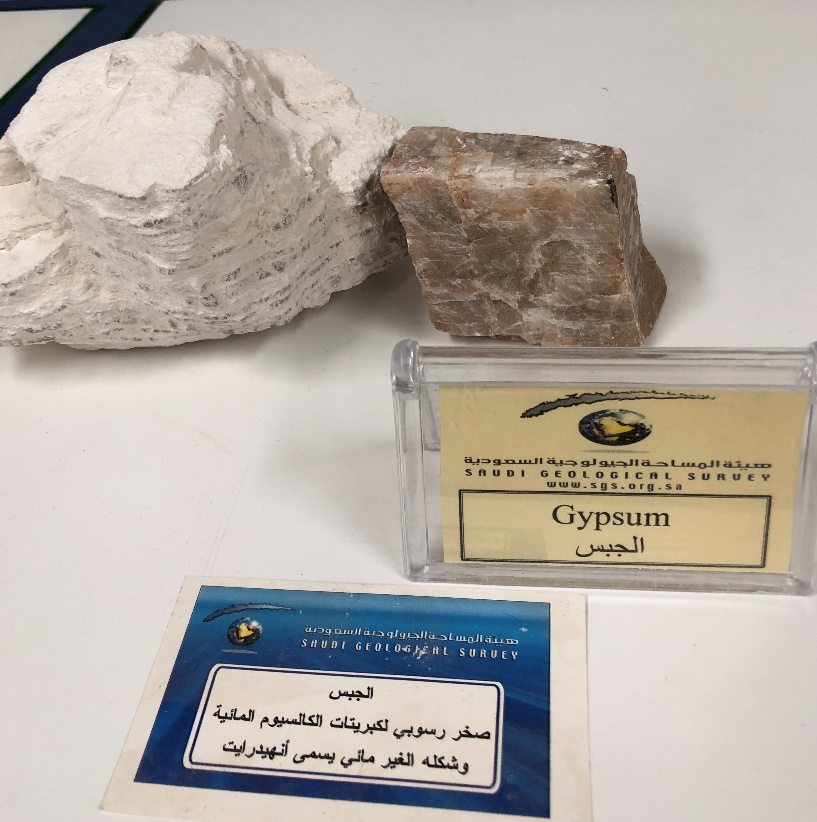 هيئة المساحة الجيولوجية السعودية
SAUDI GEOLOGICAL SURVEY
www.sgs.org.sa
Gypsum
الجبس
هيئة المساحة الجيولوجية السعودية
SAUDI GEOLOGICAL SURVEY
الجبس
صخر رسوبي لكبريتات الكالسيوم المائية
وشكله الغير مائي يسمى أنهيدرايت